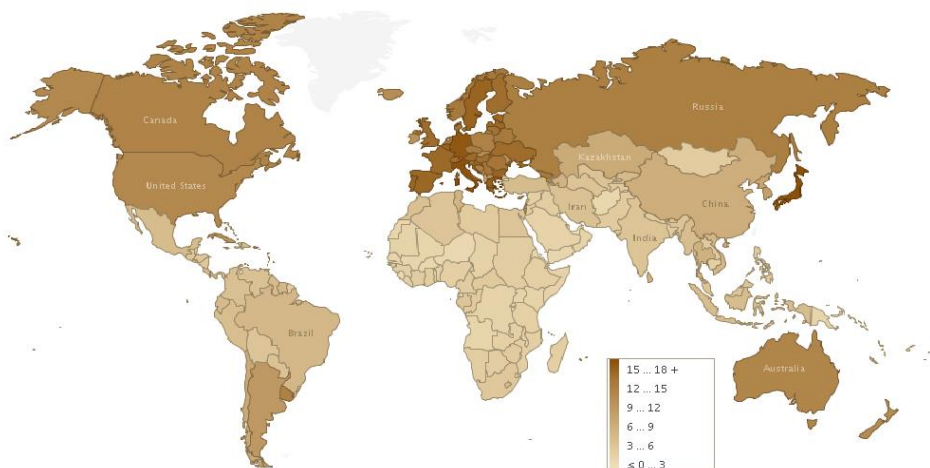 Canada
Russia
Kazakhstan
United States
China
Iran
India
Brazil
Australia
15 ... 18 +
12 ... 15
9 ... 12
6 ... 9
3 ... 6
≤ 0 ... 3